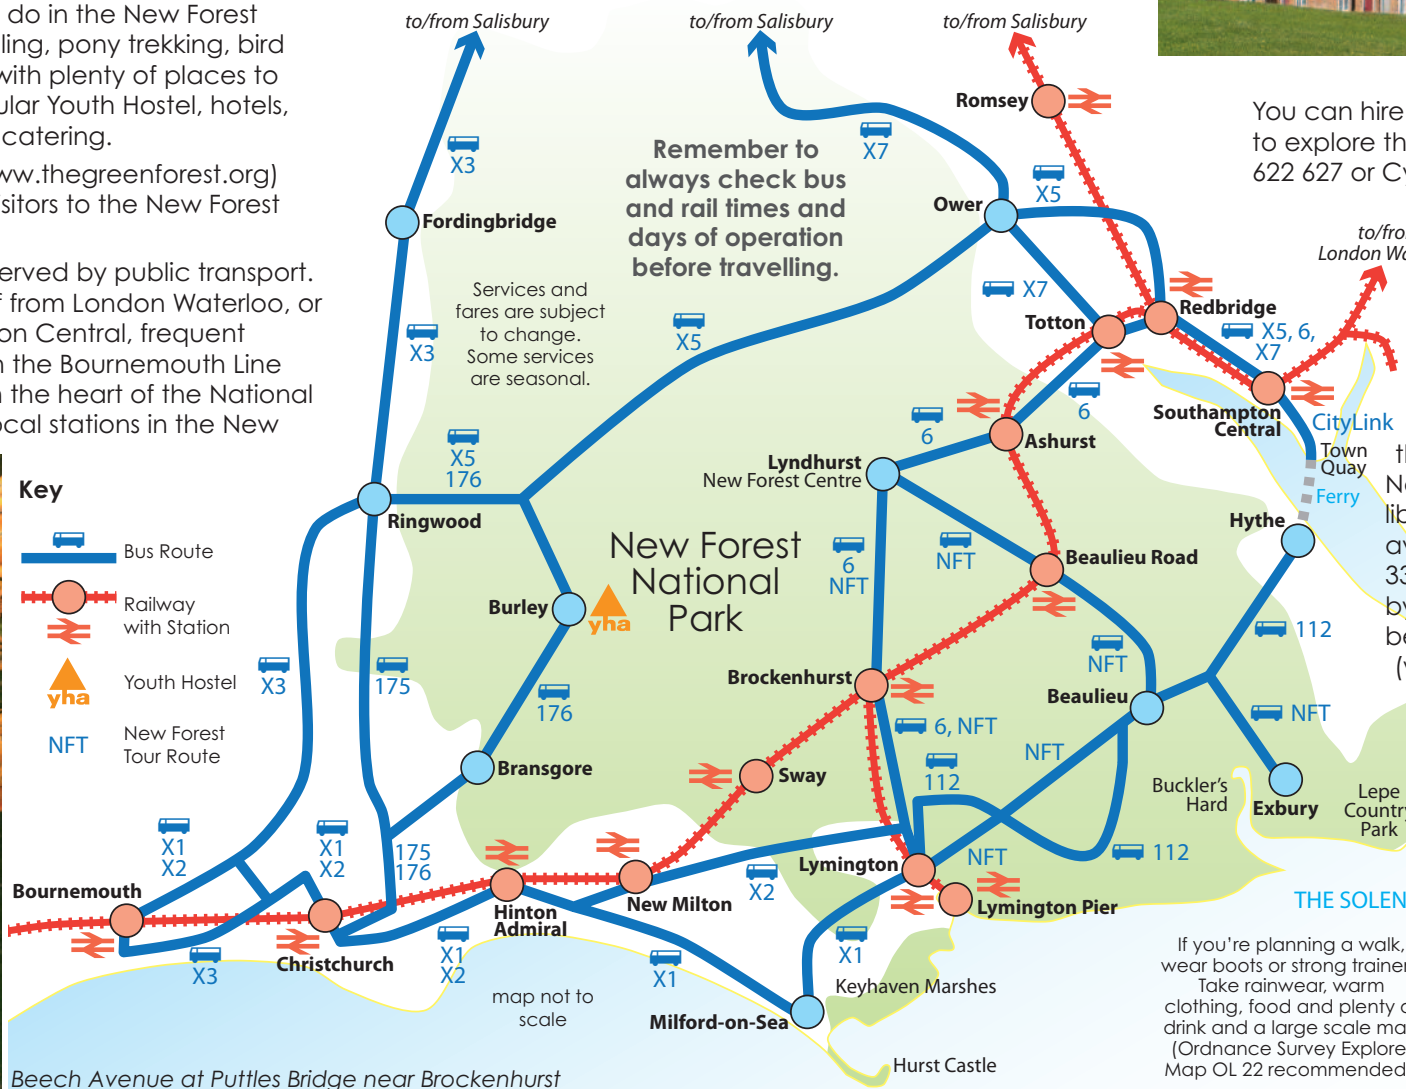 do in the New Forest
ling, pony trekking, bird
with plenty of places to
ular Youth Hostel, hotels,
catering.
ww.thegreenforest.org)
isitors to the New Forest
erved by public transport.
f from London Waterloo, or
on Central, frequent
n the Bournemouth Line
n the heart of the National
ocal stations in the New
Key
Bus Route
Railway
with Station
yha
Youth Hostel
NFT
New Forest
Tour Route
to/from Salisbury
to/from Salisbury
to/from Salisbury
You can hire
to explore th
622 627 or Cy
to/fro
London Wa
Remember to
always check bus
and rail times and
days of operation
before travelling.
Services and
fares are subject
to change.
Some services
are seasonal.
X3
Fordingbridge
X3
X7
Romsey
X5
Ower
X7
X5
Redbridge
Totton
X5, 6,
X7
Southampton
Central
CityLink
Town
Quay
Ferry
Hythe
6
6
Ashurst
Lyndhurst
New Forest Centre
X5
176
Ringwood
New Forest
National
Park
Burley
yha
6
NFT
NFT
Beaulieu Road
NFT
112
th
Ne
lib
av
33
by
be
(v
X3
175
176
Brockenhurst
6, NFT
Beaulieu
NFT
NFT
Exbury
Buckler's
Hard
Lepe
Country
Park
Bransgore
Sway
112
X1
X2
X1
X2
175
176
Bournemouth
X3
Christchurch
X1
X2
Hinton
Admiral
New Milton
X2
Lymington
NFT
112
Lymington Pier
THE SOLEN
X1
X1
map not to
scale
Milford-on-Sea
Keyhaven Marshes
Hurst Castle
If you're planning a walk,
wear boots or strong trainer
Take rainwear, warm
clothing, food and plenty o
drink and a large scale ma
(Ordnance Survey Explore
Map OL 22 recommended
Beech Avenue at Puttles Bridge near Brockenhurst